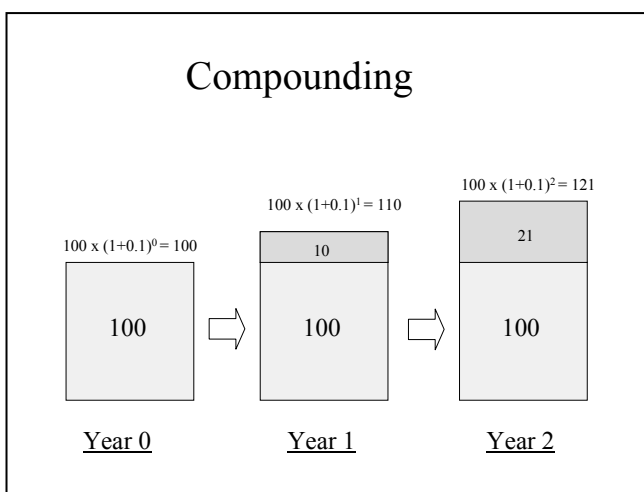 Compounding
100 x (1+0.1)⁰ = 100
100 x (1+0.1)¹ = 110
100 x (1+0.1)² = 121
100
10
100
21
100
Year 0
Year 1
Year 2